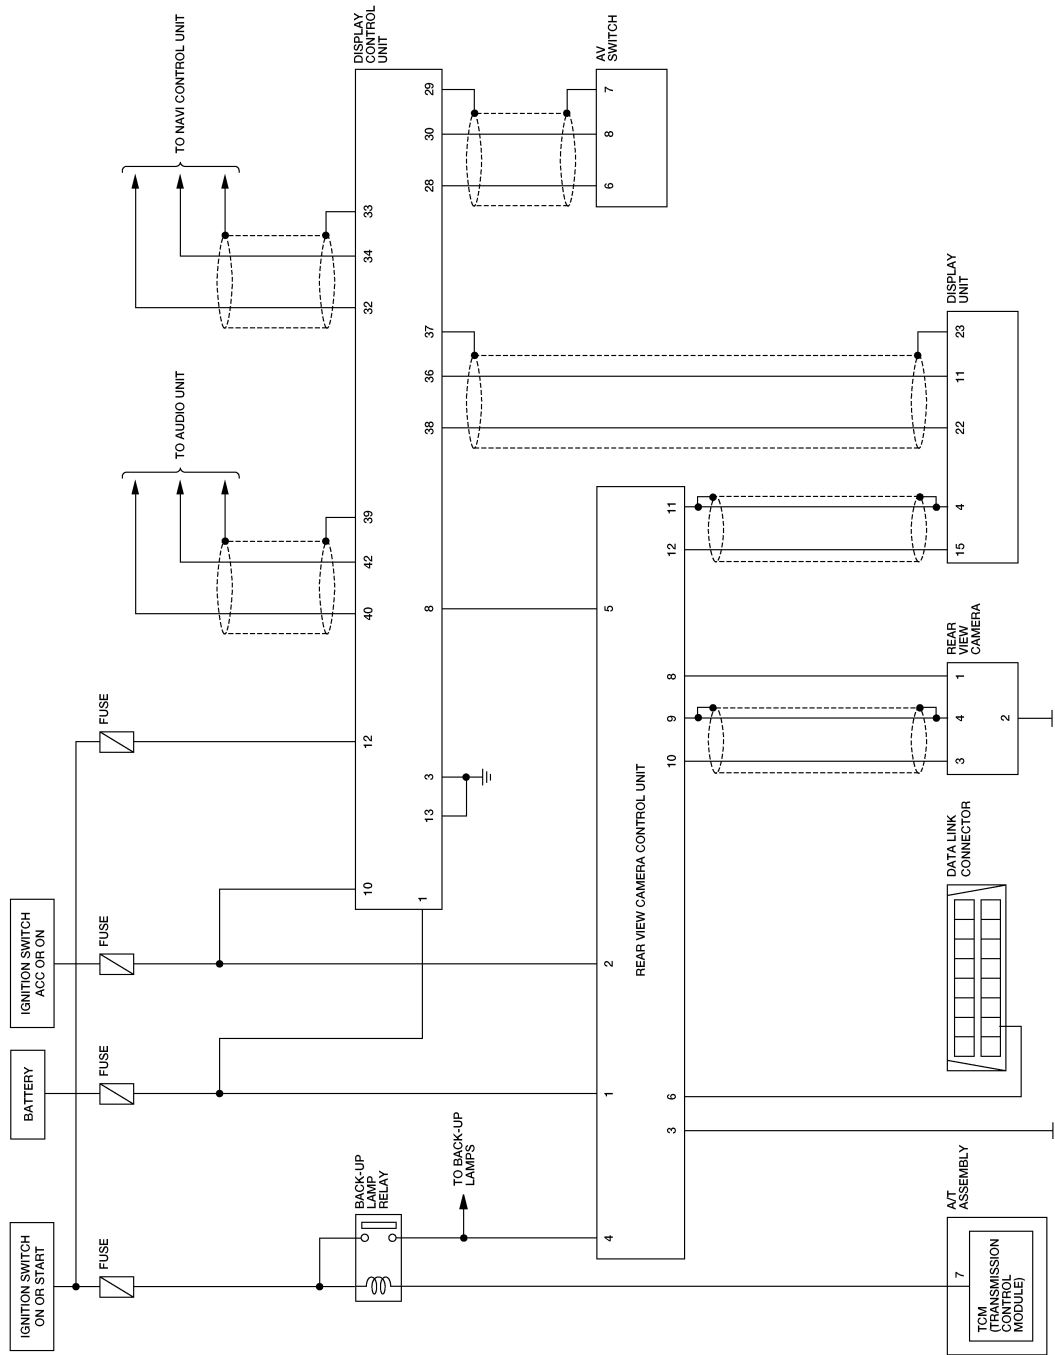 IGNITION SWITCH
ON OR START
BATTERY
IGNITION SWITCH
ACC OR ON
FUSE
FUSE
FUSE
FUSE
TO AUDIO UNIT
TO NAVI CONTROL UNIT
BACK-UP
LAMP
RELAY
DISPLAY
CONTROL
UNIT
10
12
40
42
39
32
34
33
1
13
3
8
38
36
37
28
30
29
TO BACK-UP
LAMPS
AV
SWITCH
6
8
7
4
1
2
5
REAR VIEW CAMERA CONTROL UNIT
3
6
10
9
8
12
11
A/T
ASSEMBLY
7
TCM
(TRANSMISSION
CONTROL
MODULE)
DATA LINK
CONNECTOR
REAR
VIEW
CAMERA
3
4
1
2
DISPLAY
UNIT
15
4
22
11
23